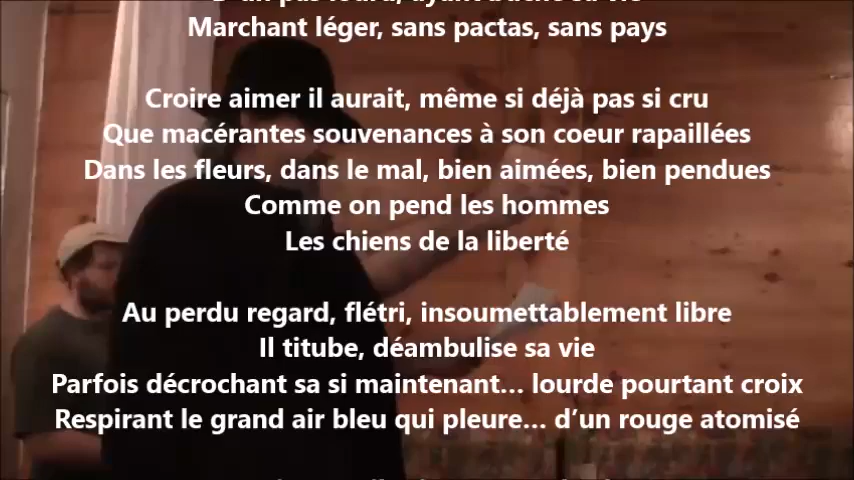 Marchant léger, sans pactas, sans pays
Croire aimer il aurait, même si déjà pas si cru
Que macérantes souvenances à son coeur rapaillées
Dans les fleurs, dans le mal, bien aimées, bien pendues
Comme on pend les hommes
Les chiens de la liberté
Au perdu regard, flétri, insoumettablement libre
Il titube, déambulise sa vie
Parfois décrochant sa si maintenant... lourde pourtant croix
Respirant le grand air bleu qui pleure... d’un rouge atomisé